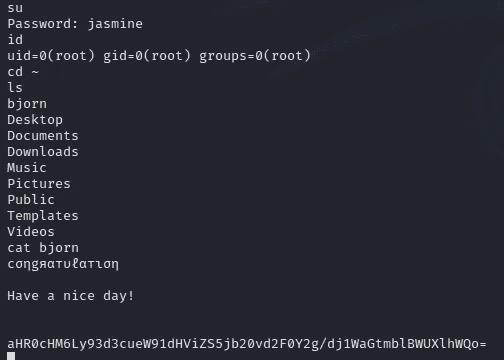 su
Password: jasmine
id
uid=0(root) gid=0(root) groups=0(root)
cd ~
ls
bjorn
Desktop
Documents
Downloads
Music
Pictures
Public
Templates
Videos
cat bjorn
cσηgяαтυℓαтιση
Have a nice day!
aHR0cHM6Ly93d3cueW91dHViZS5jb20vd2F0Y2g/dj1WaGtmblBWUXlhWQo=